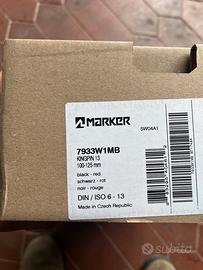 MARKER
SW04A1
7933W1MB
KINGPIN 13
100-125 mm
black - red
schwarz - rot
noir - rouge
DIN / ISO 6 - 13
Made in Czech Republic
Subito